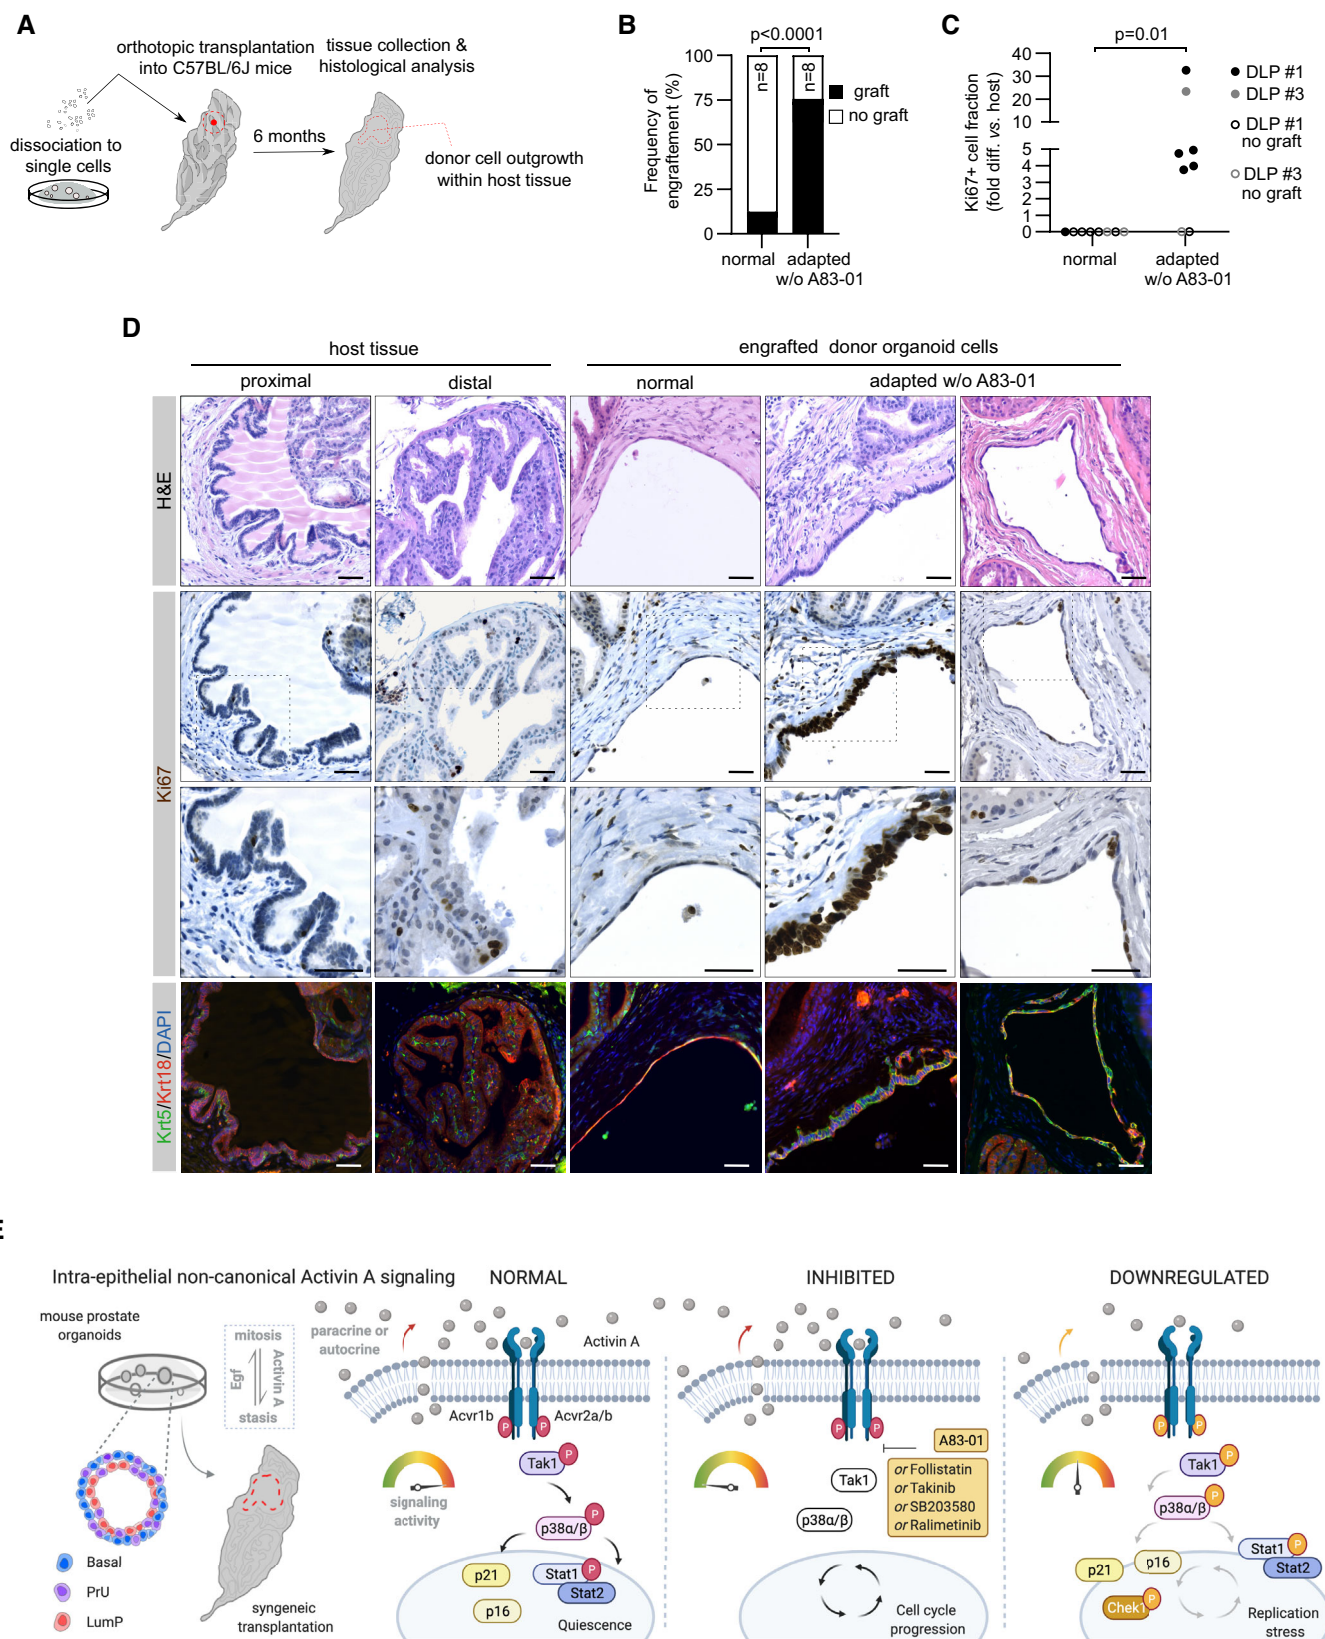 A
orthotopic transplantation
into C57BL/6J mice
tissue collection &
histological analysis
dissociation to
single cells
6 months
donor cell outgrowth
within host tissue
B
p<0.0001
Frequency of
engraftement (%)
100
75
50
25
0
n=8
n=8
graft
no graft
normal
adapted
w/o A83-01
C
p=0.01
Ki67+ cell fraction
(fold diff. vs. host)
40
30
20
10
5
4
3
2
1
0
normal
adapted
w/o A83-01
DLP #1
DLP #3
DLP #1
no graft
DLP #3
no graft
D
host tissue
engrafted donor organoid cells
proximal
distal
normal
adapted w/o A83-01
H&E
Ki67
Krt5/Krt18/DAPI
E
Intra-epithelial non-canonical Activin A signaling
NORMAL
INHIBITED
DOWNREGULATED
mouse prostate
organoids
mitosis
Egf
Activin A
stasis
paracrine or
autocrine
Activin A
Acvr1b
Acvr2a/b
P
P
Tak1
P
signaling
activity
p38α/β
P
p21
p16
Stat1
P
Stat2
Quiescence
Basal
PrU
LumP
syngeneic
transplantation
P
P
A83-01
or Follistatin
or Takinib
or SB203580
or Ralimetinib
Tak1
p38α/β
Cell cycle
progression
P
P
Tak1
P
p38α/β
P
p21
p16
Stat1
P
Stat2
Chek1
P
Replication
stress